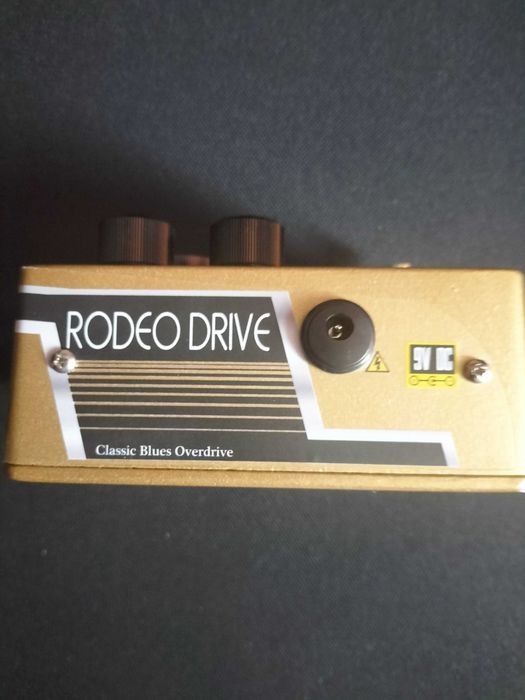 RODEO DRIVE
9V DC
Classic Blues Overdrive